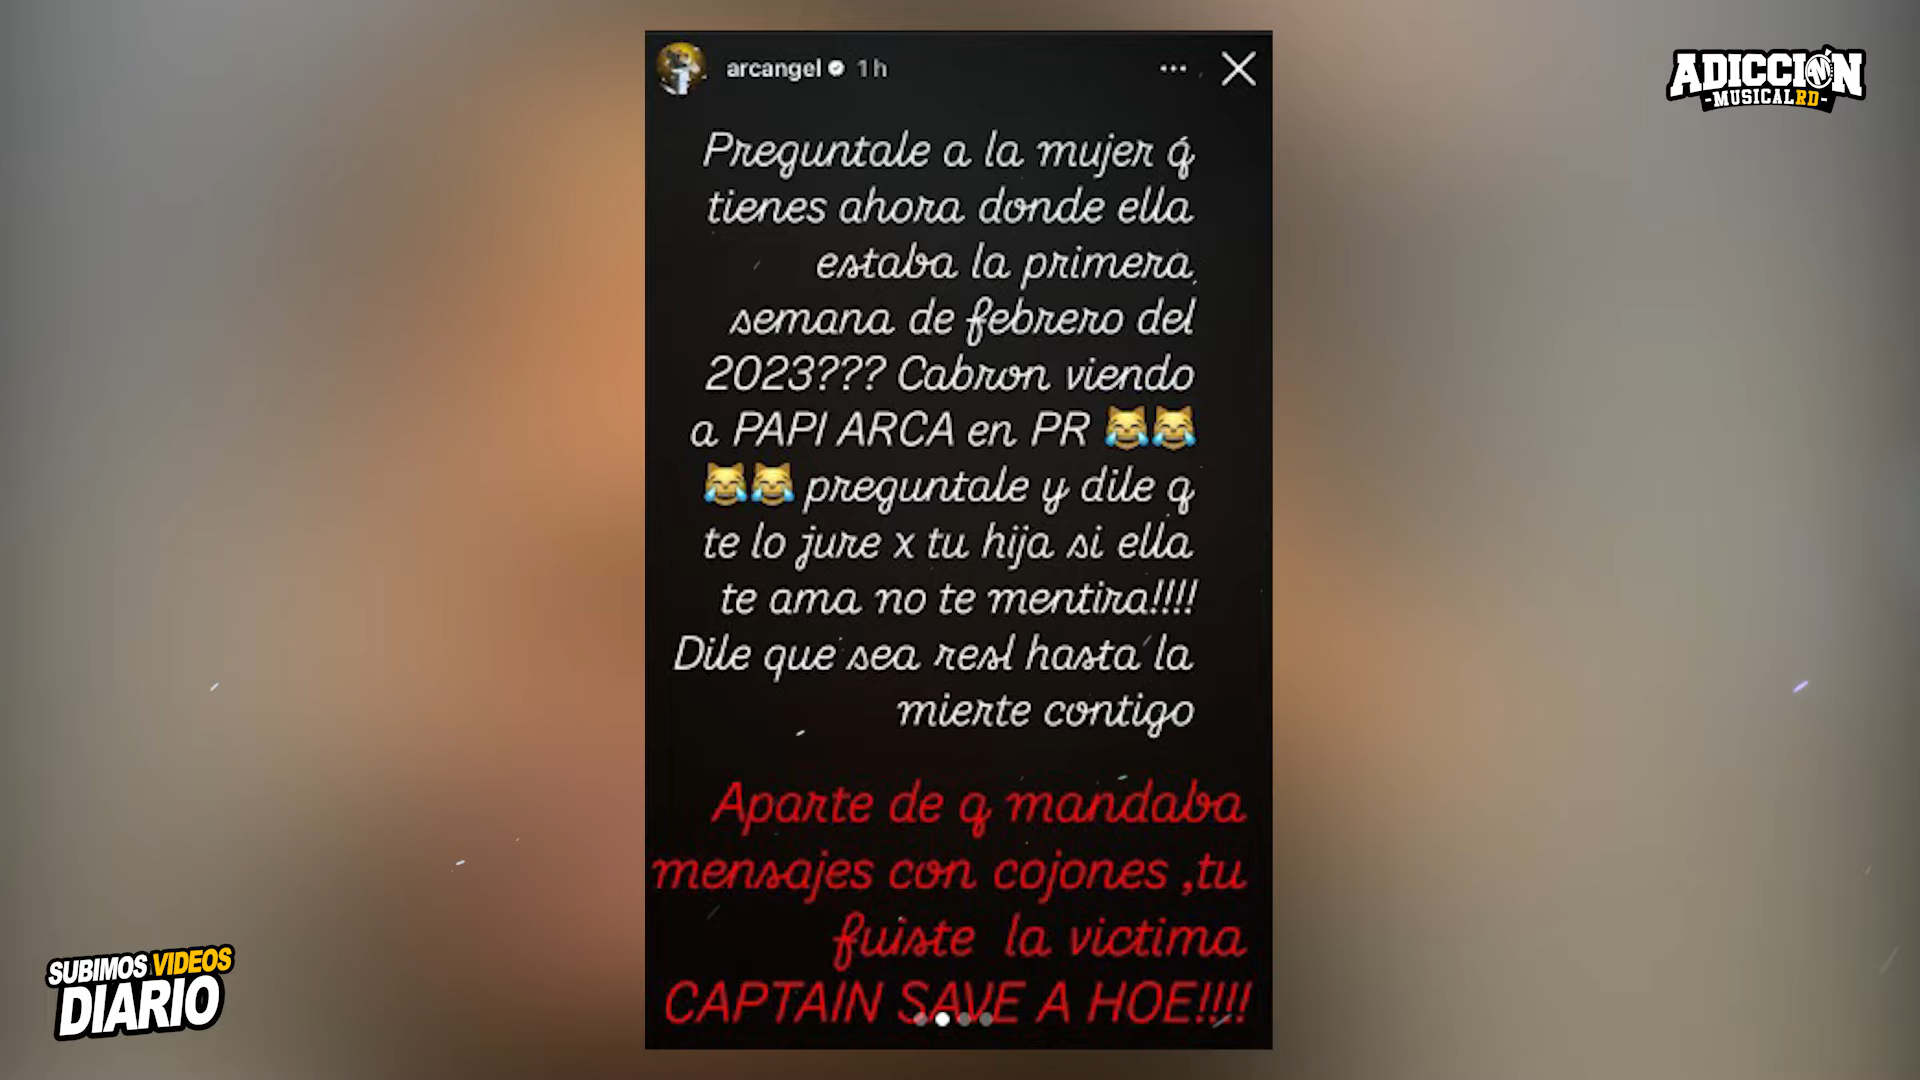 arcangel 1 h
ADICCIÓN
-MUSICALRD-
Preguntale a la mujer q
tienes ahora donde ella
estaba la primera
semana de febrero del
2023??? Cabron viendo
a PAPI ARCA en PR 😹😹
😹😹 preguntale y dile q
te lo jure x tu hija si ella
te ama no te mentira!!!!
Dile que sea resl hasta la
mierte contigo
Aparte de q mandaba
mensajes con cojones ,tu
fuiste la victima
CAPTAIN SAVE A HOE!!!!
SUBIMOS VIDEOS
DIARIO